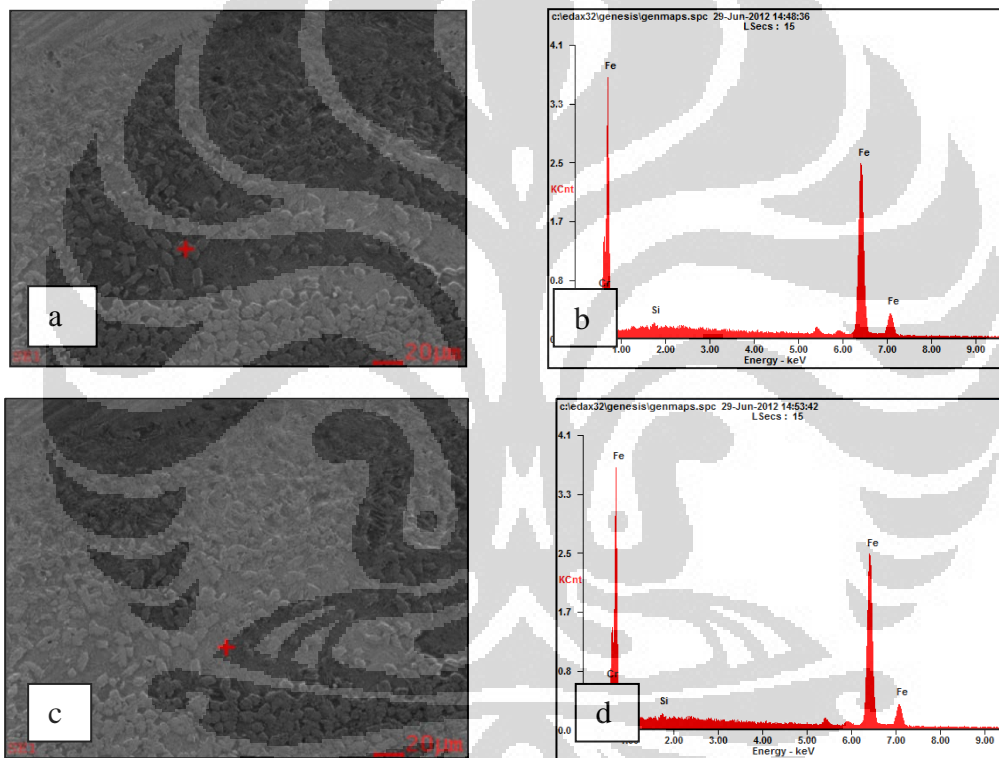 c:\edax32\genesis\genmaps.spc 29-Jun-2012 14:48:36
LSecs : 15
4.1
Fe
3.3
2.5
Fe
KCnt
1.7
0.8
Fe
Si
a
b
1.00 2.00 3.00 4.00 5.00 6.00 7.00 8.00 9.00
Energy - keV
20µm
c:\edax32\genesis\genmaps.spc 29-Jun-2012 14:53:42
LSecs : 15
4.1
Fe
3.3
2.5
Fe
KCnt
1.7
0.8
Fe
Si
c
d
0.0
2.00 3.00 4.00 5.00 6.00 7.00 8.00 9.00
Energy - keV
20µm